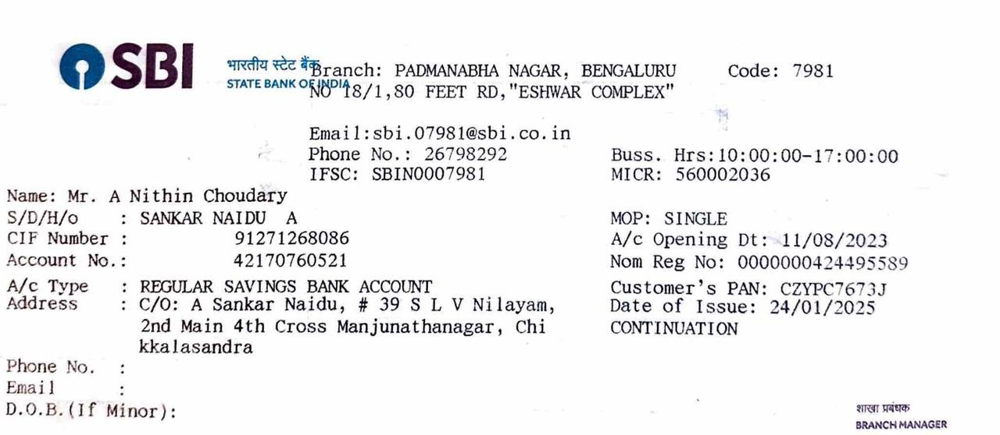 SBI
भारतीय स्टेट बैंक Branch: PADMANABHA NAGAR, BENGALURU Code: 7981
STATE BANK OF INDIA NO 18/1,80 FEET RD,"ESHWAR COMPLEX"
Email:sbi.07981@sbi.co.in
Phone No.: 26798292 Buss. Hrs:10:00:00-17:00:00
IFSC: SBIN0007981 MICR: 560002036
Name: Mr. A Nithin Choudary
S/D/H/o : SANKAR NAIDU A MOP: SINGLE
CIF Number : 91271268086 A/c Opening Dt: 11/08/2023
Account No.: 42170760521 Nom Reg No: 0000000424495589
A/c Type : REGULAR SAVINGS BANK ACCOUNT Customer's PAN: CZYPC7673J
Address : C/O: A Sankar Naidu, # 39 S L V Nilayam, Date of Issue: 24/01/2025
2nd Main 4th Cross Manjunathanagar, Chi CONTINUATION
kkalasandra
Phone No. :
Email :
D.O.B.(If Minor):
शाखा प्रबंधक
BRANCH MANAGER